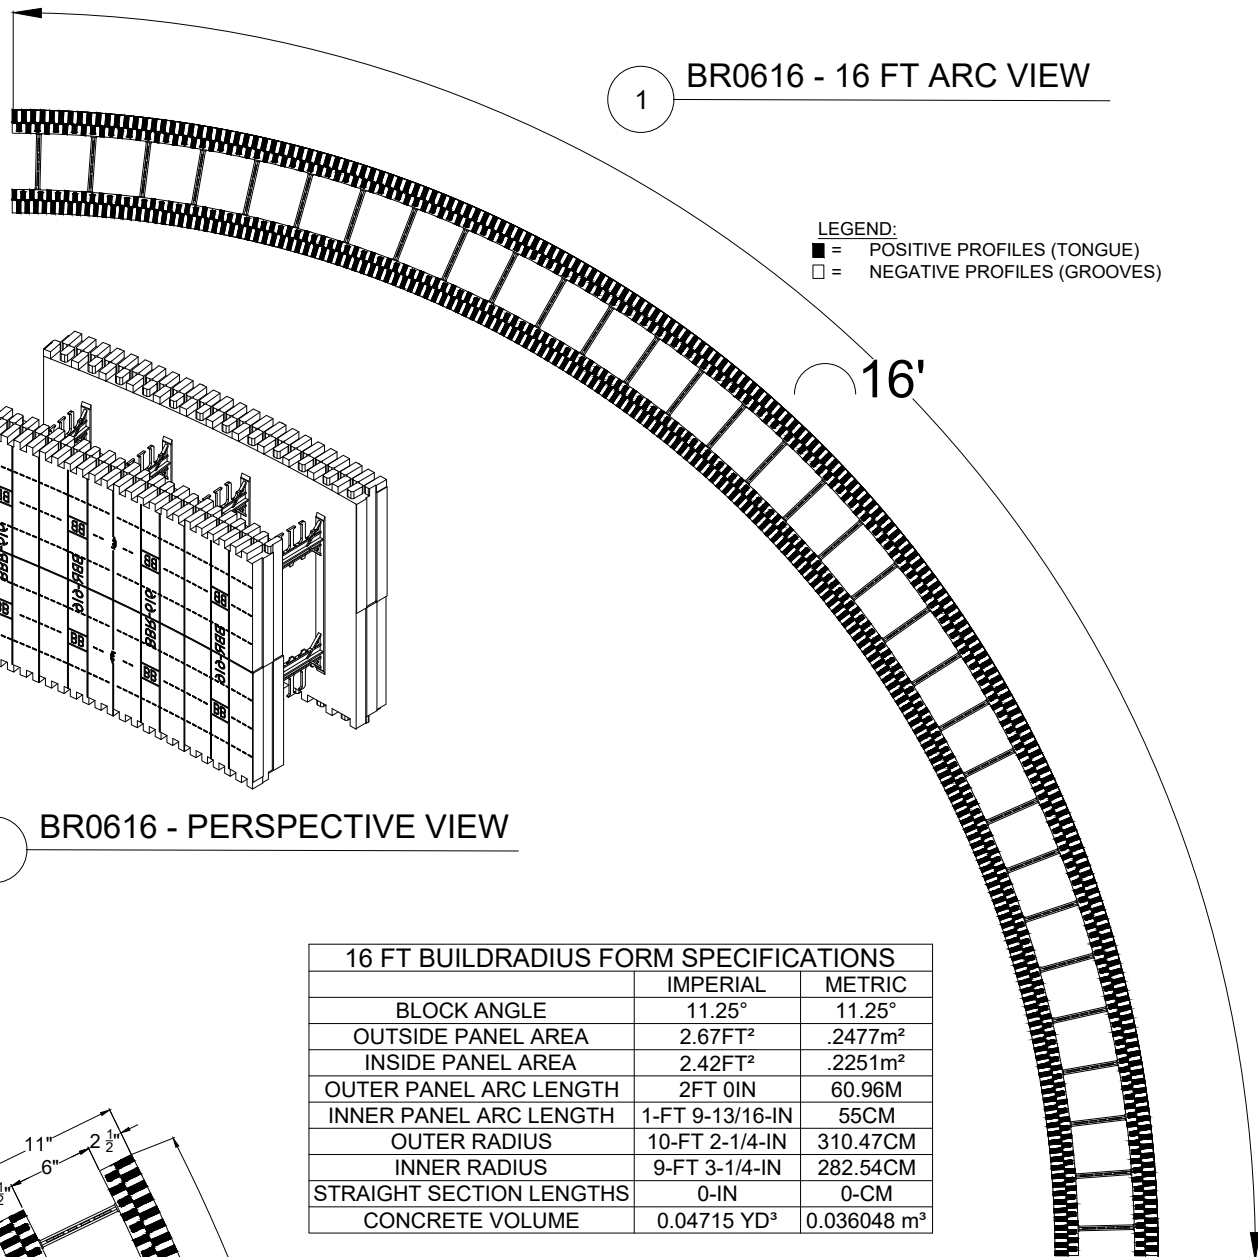 1
BR0616 - 16 FT ARC VIEW
LEGEND:
= POSITIVE PROFILES (TONGUE)
= NEGATIVE PROFILES (GROOVES)
16'
BR0616 - PERSPECTIVE VIEW
16 FT BUILDRADIUS FORM SPECIFICATIONS
IMPERIAL METRIC
BLOCK ANGLE 11.25° 11.25°
OUTSIDE PANEL AREA 2.67FT² .2477m²
INSIDE PANEL AREA 2.42FT² .2251m²
OUTER PANEL ARC LENGTH 2FT 0IN 60.96M
INNER PANEL ARC LENGTH 1-FT 9-13/16-IN 55CM
OUTER RADIUS 10-FT 2-1/4-IN 310.47CM
INNER RADIUS 9-FT 3-1/4-IN 282.54CM
STRAIGHT SECTION LENGTHS 0-IN 0-CM
CONCRETE VOLUME 0.04715 YD³ 0.036048 m³
11"
2 1/2"
6"